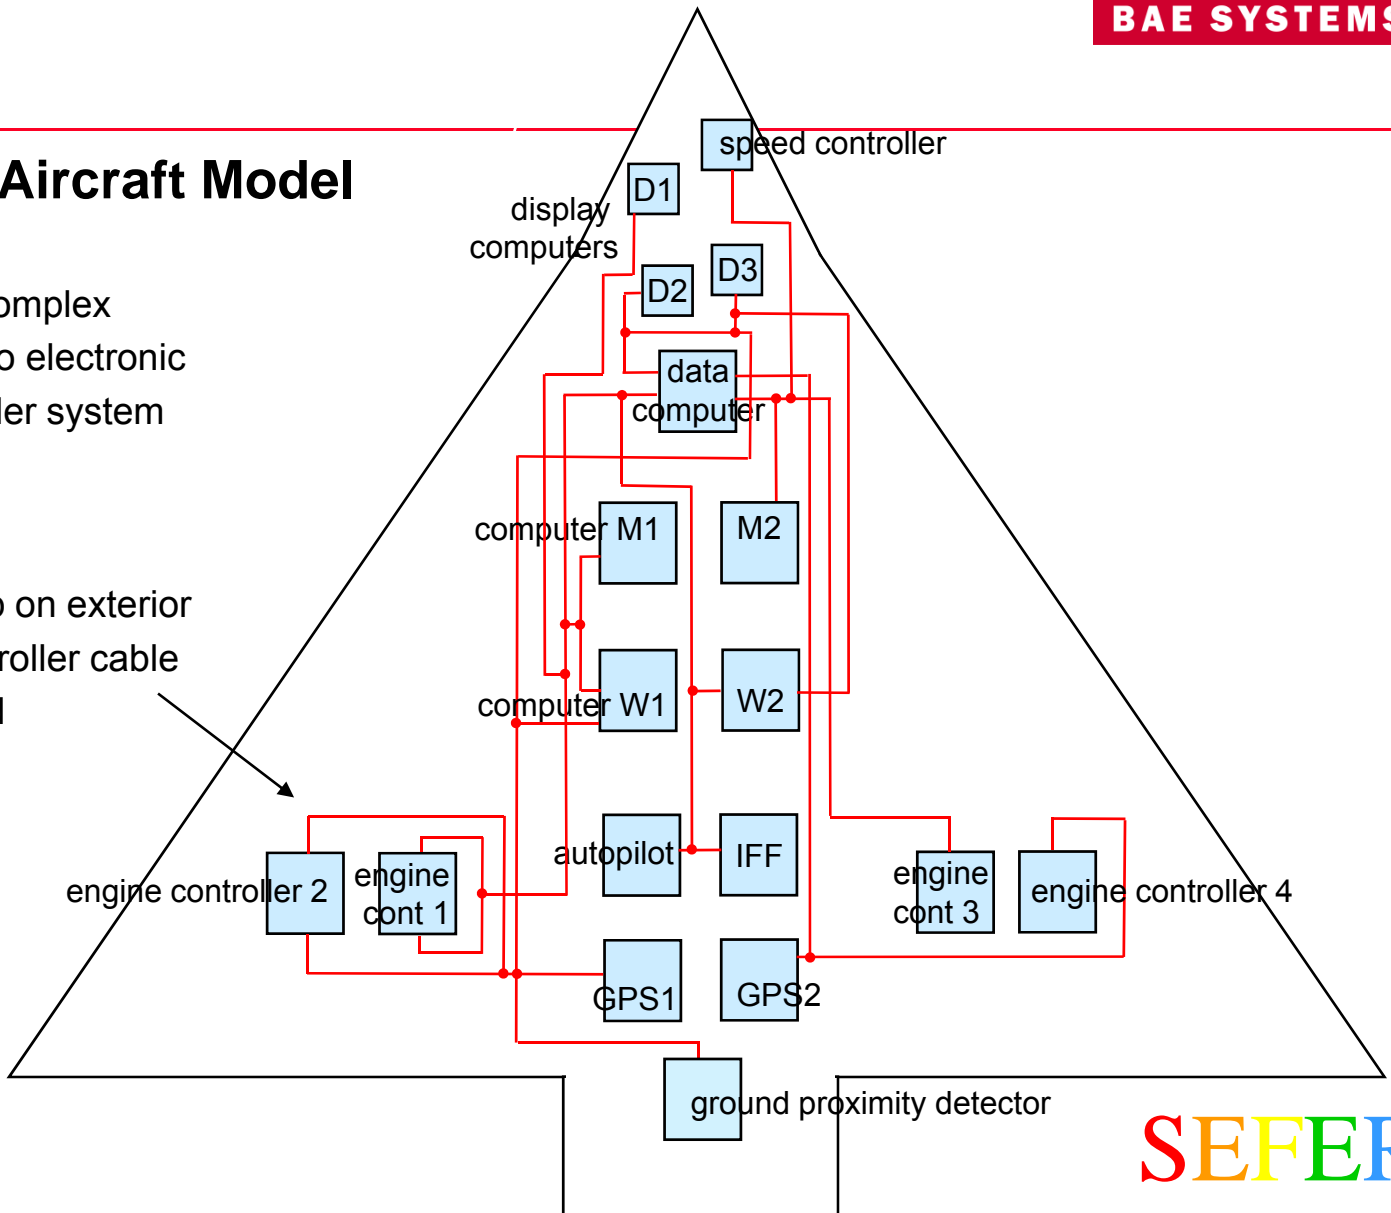 BAE SYSTEMS
Aircraft Model
speed controller
D1
display
computers
D3
D2
omplex
o electronic
ler system
data
computer
computer M1
M2
o on exterior
roller cable
computer W1
W2
autopilot
IFF
engine controller 2
engine
cont 1
engine
cont 3
engine controller 4
GPS1
GPS2
ground proximity detector
SEFER